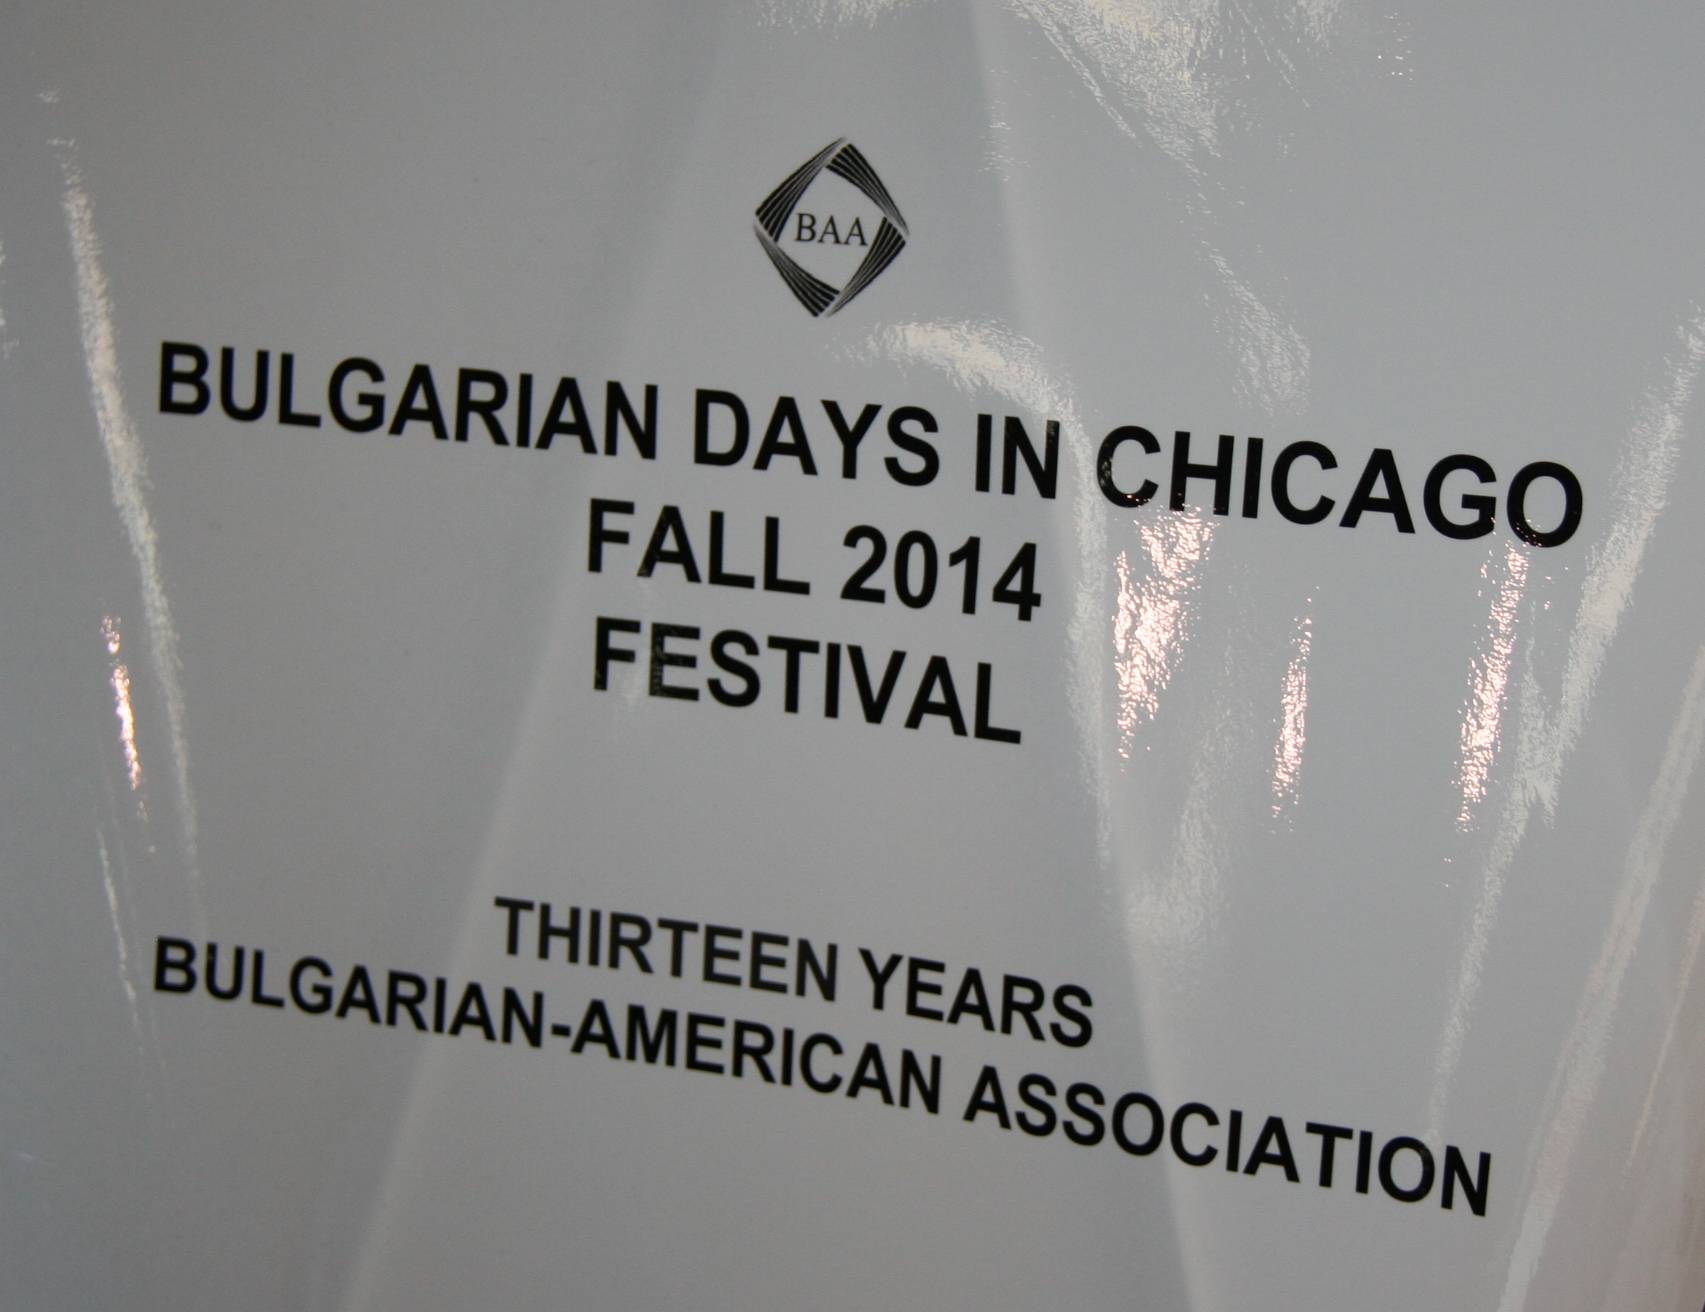 BAA
BULGARIAN DAYS IN CHICAGO
FALL 2014
FESTIVAL
THIRTEEN YEARS
BULGARIAN-AMERICAN ASSOCIATION